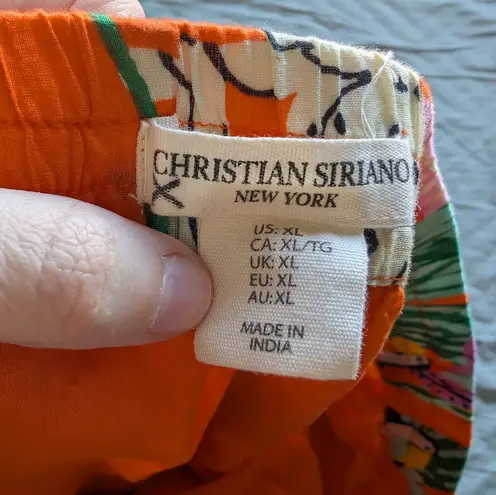 CHRISTIAN SIRIANO
NEW YORK
X
US: XL
CA: XL/TG
UK: XL
EU: XL
AU: XL
MADE IN
INDIA